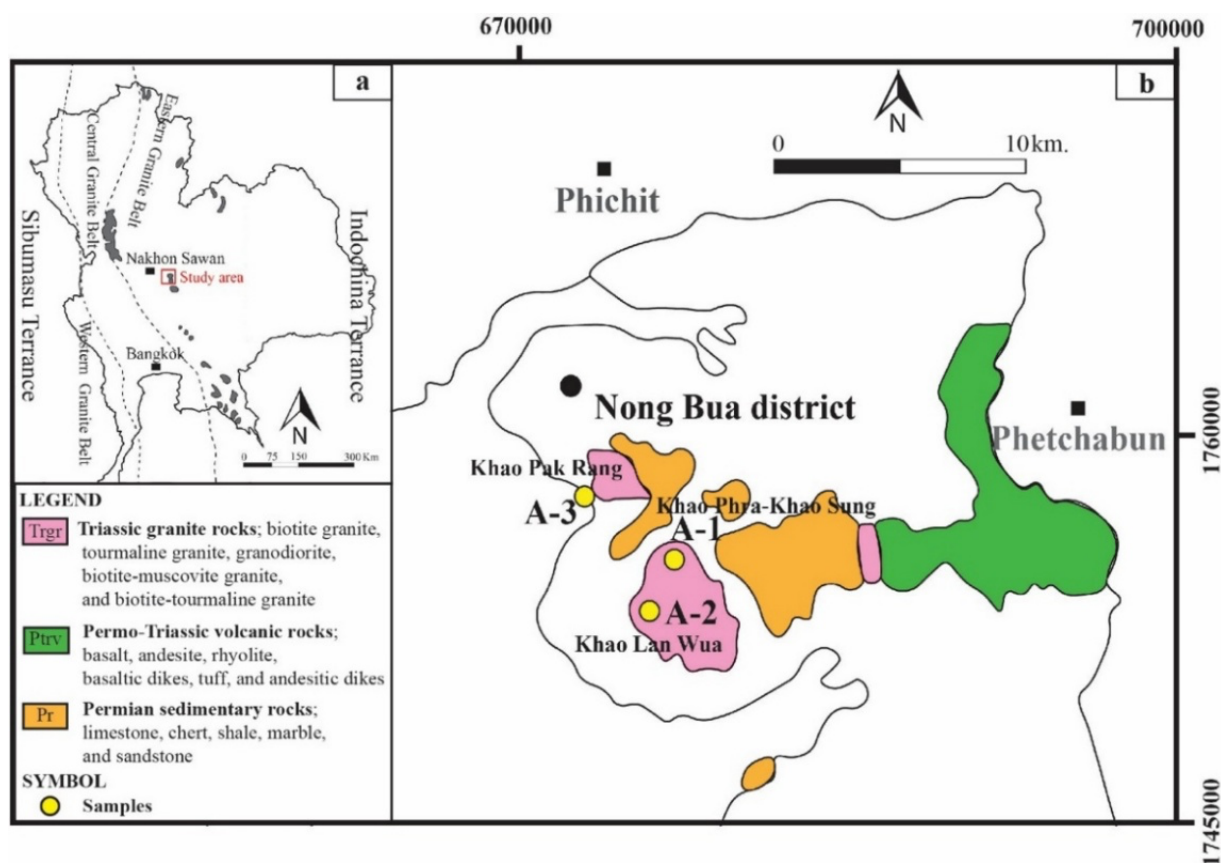 670000
700000
a
Central Granite Belt
Eastern Granite Belt
Sibumasu Terrance
Indochina Terrance
Nakhon Sawan
Study area
Western Granite Belt
Bangkok
N
0 75 150 300 Km
LEGEND
Trgr Triassic granite rocks; biotite granite,
tourmaline granite, granodiorite,
biotite-muscovite granite,
and biotite-tourmaline granite
Ptrv Permo-Triassic volcanic rocks;
basalt, andesite, rhyolite,
basaltic dikes, tuff, and andesitic dikes
Pr Permian sedimentary rocks;
limestone, chert, shale, marble,
and sandstone
SYMBOL
Samples
b
N
0 10 km.
Phichit
Nong Bua district
Phetchabun
Khao Pak Rang
Khao Phra-Khao Sung
A-3
A-1
A-2
Khao Lan Wua
1760000
1745000